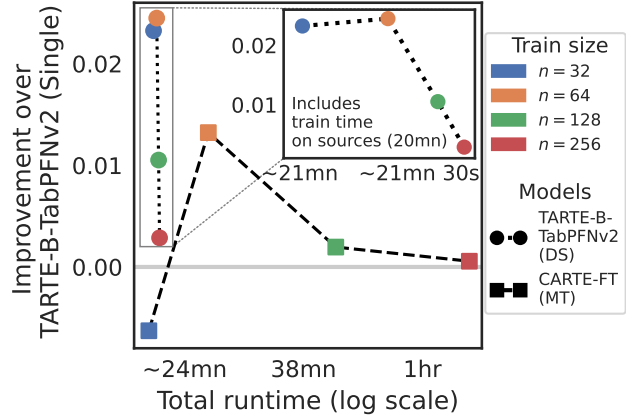 Improvement over
TARTE-B-TabPFNv2 (Single)
0.02
0.01
0.00
0.02
0.01
Includes
train time
on sources (20mn)
~21mn
~21mn 30s
~24mn
38mn
1hr
Total runtime (log scale)
Train size
n = 32
n = 64
n = 128
n = 256
Models
TARTE-B-
TabPFNv2
(DS)
CARTE-FT
(MT)